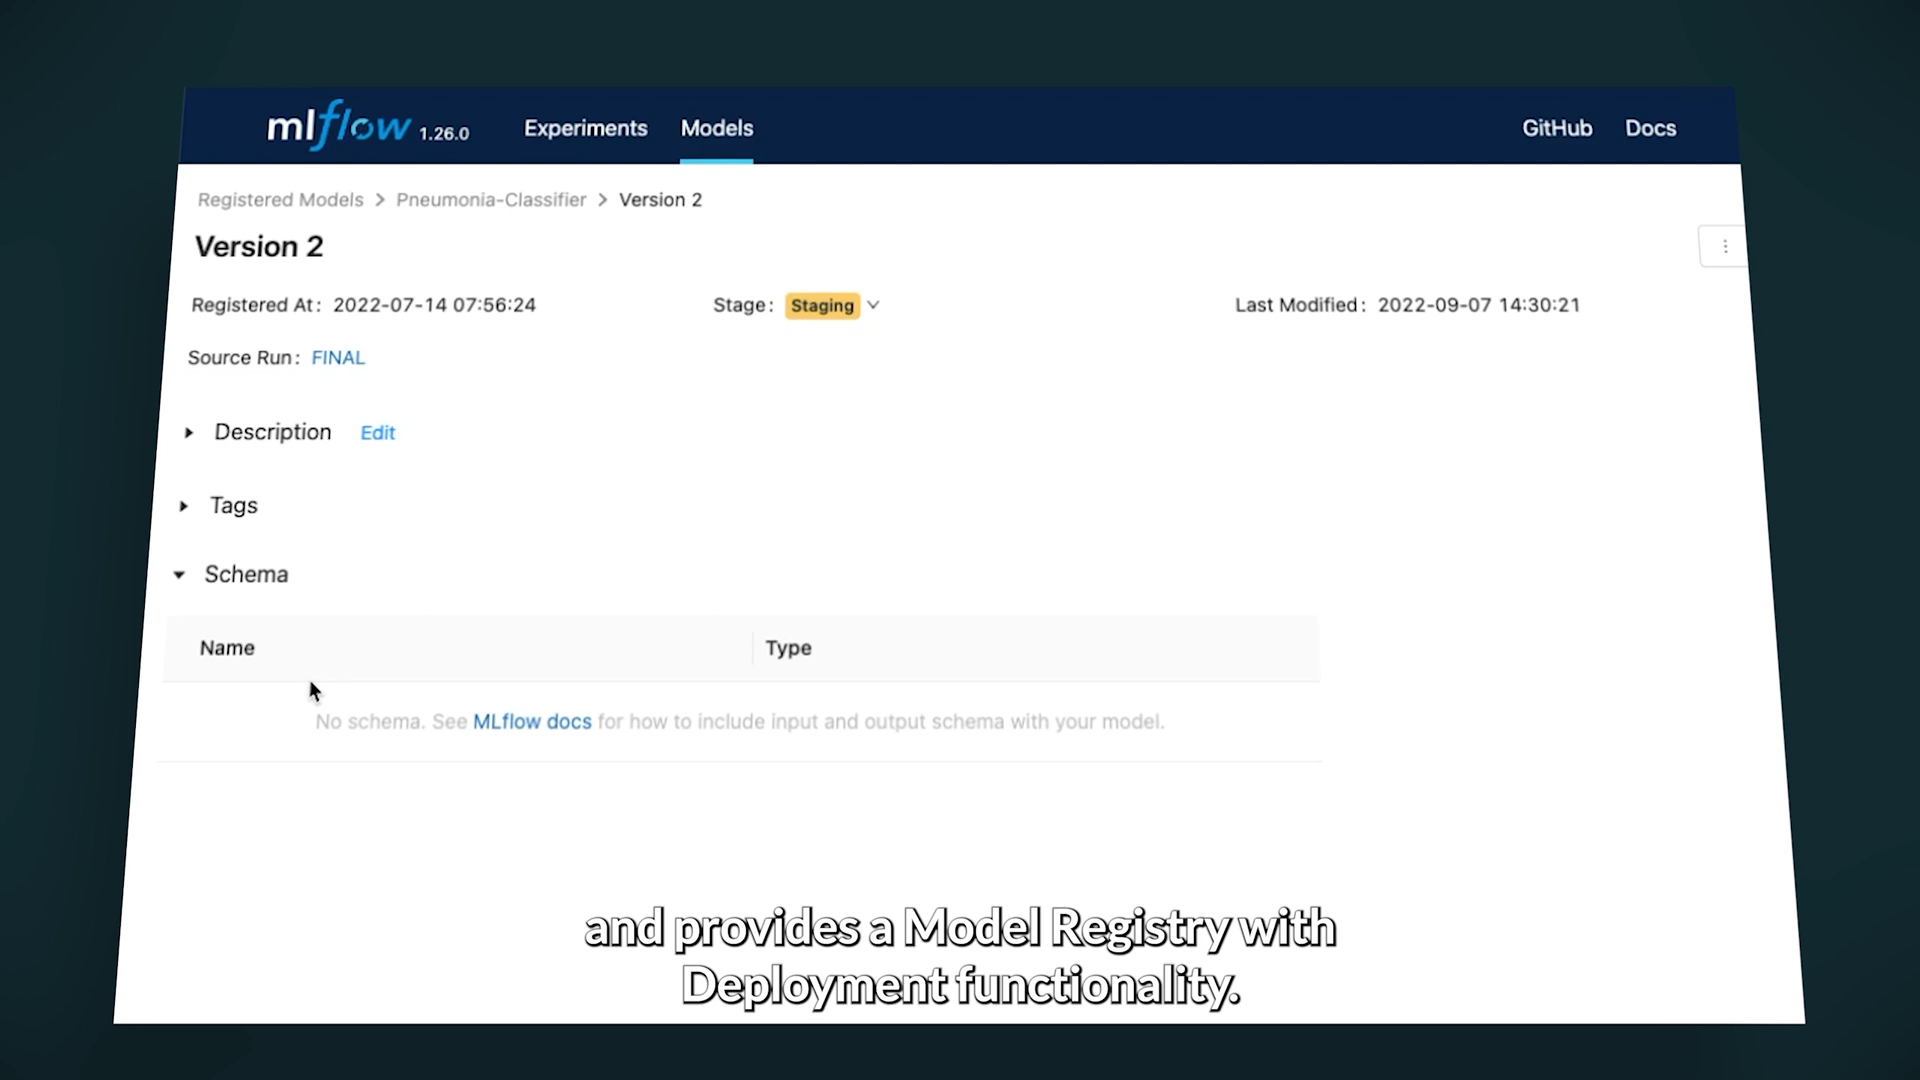 mlflow 1.26.0 Experiments Models GitHub Docs
Registered Models > Pneumonia-Classifier > Version 2
Version 2
Registered At: 2022-07-14 07:56:24 Stage: Staging Last Modified: 2022-09-07 14:30:21
Source Run: FINAL
Description Edit
Tags
Schema
Name Type
No schema. See MLflow docs for how to include input and output schema with your model.
and provides a Model Registry with
Deployment functionality.